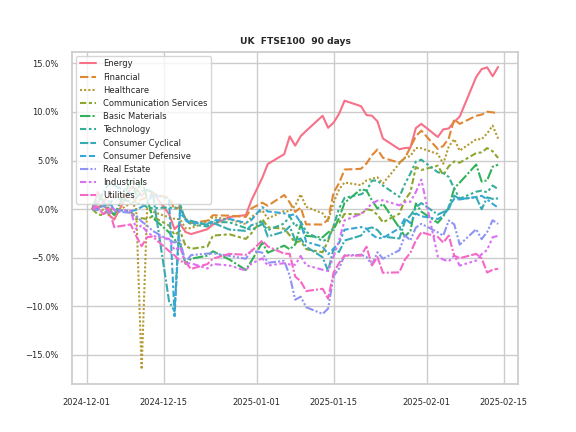 UK FTSE100 90 days
15.0%
10.0%
5.0%
0.0%
−5.0%
−10.0%
−15.0%
Energy
Financial
Healthcare
Communication Services
Basic Materials
Technology
Consumer Cyclical
Consumer Defensive
Real Estate
Industrials
Utilities
2024-12-01 2024-12-15 2025-01-01 2025-01-15 2025-02-01 2025-02-15